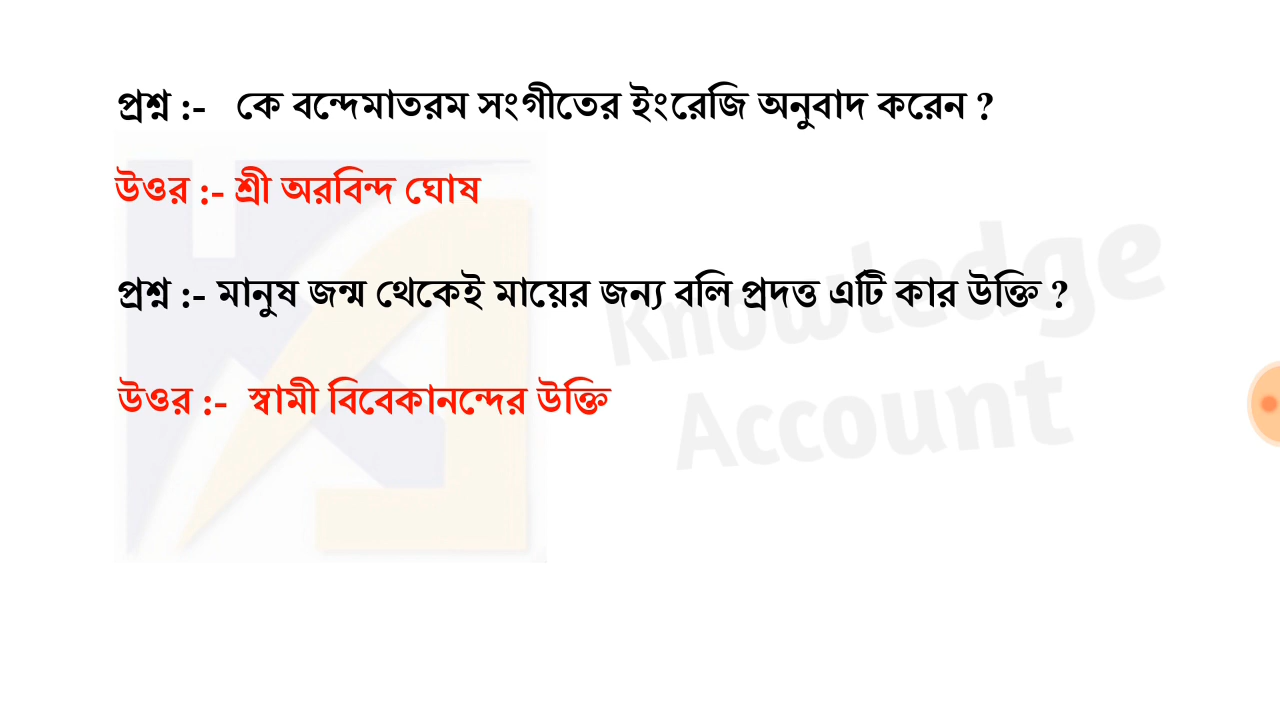 প্রশ্ন :- কে বন্দেমাতরম সংগীতের ইংরেজি অনুবাদ করেন ?
উওর :- শ্রী অরবিন্দ ঘোষ
প্রশ্ন :- মানুষ জন্ম থেকেই মায়ের জন্য বলি প্রদত্ত এটি কার উক্তি ?
উওর :- স্বামী বিবেকানন্দের উক্তি
Knowledge
Account